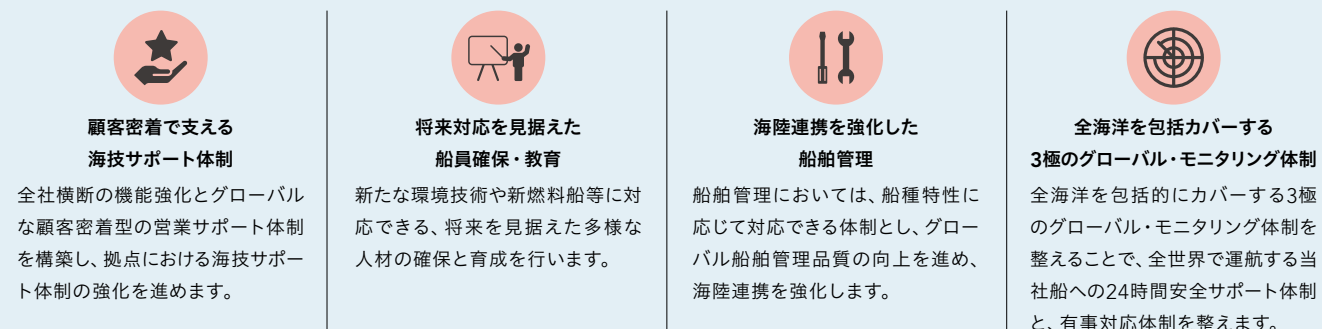 顧客密着で支える
海技サポート体制
全社横断の機能強化とグローバル
な顧客密着型の営業サポート体制
を構築し、拠点における海技サポー
ト体制の強化を進めます。
将来対応を見据えた
船員確保・教育
新たな環境技術や新燃料船等に対
応できる、将来を見据えた多様な
人材の確保と育成を行います。
海陸連携を強化した
船舶管理
船舶管理においては、船種特性に
応じて対応できる体制とし、グロー
バル船舶管理品質の向上を進め、
海陸連携を強化します。
全海洋を包括カバーする
3極のグローバル・モニタリング体制
全海洋を包括的にカバーする3極
のグローバル・モニタリング体制を
整えることで、全世界で運航する当
社船への24時間安全サポート体制
と、有事対応体制を整えます。